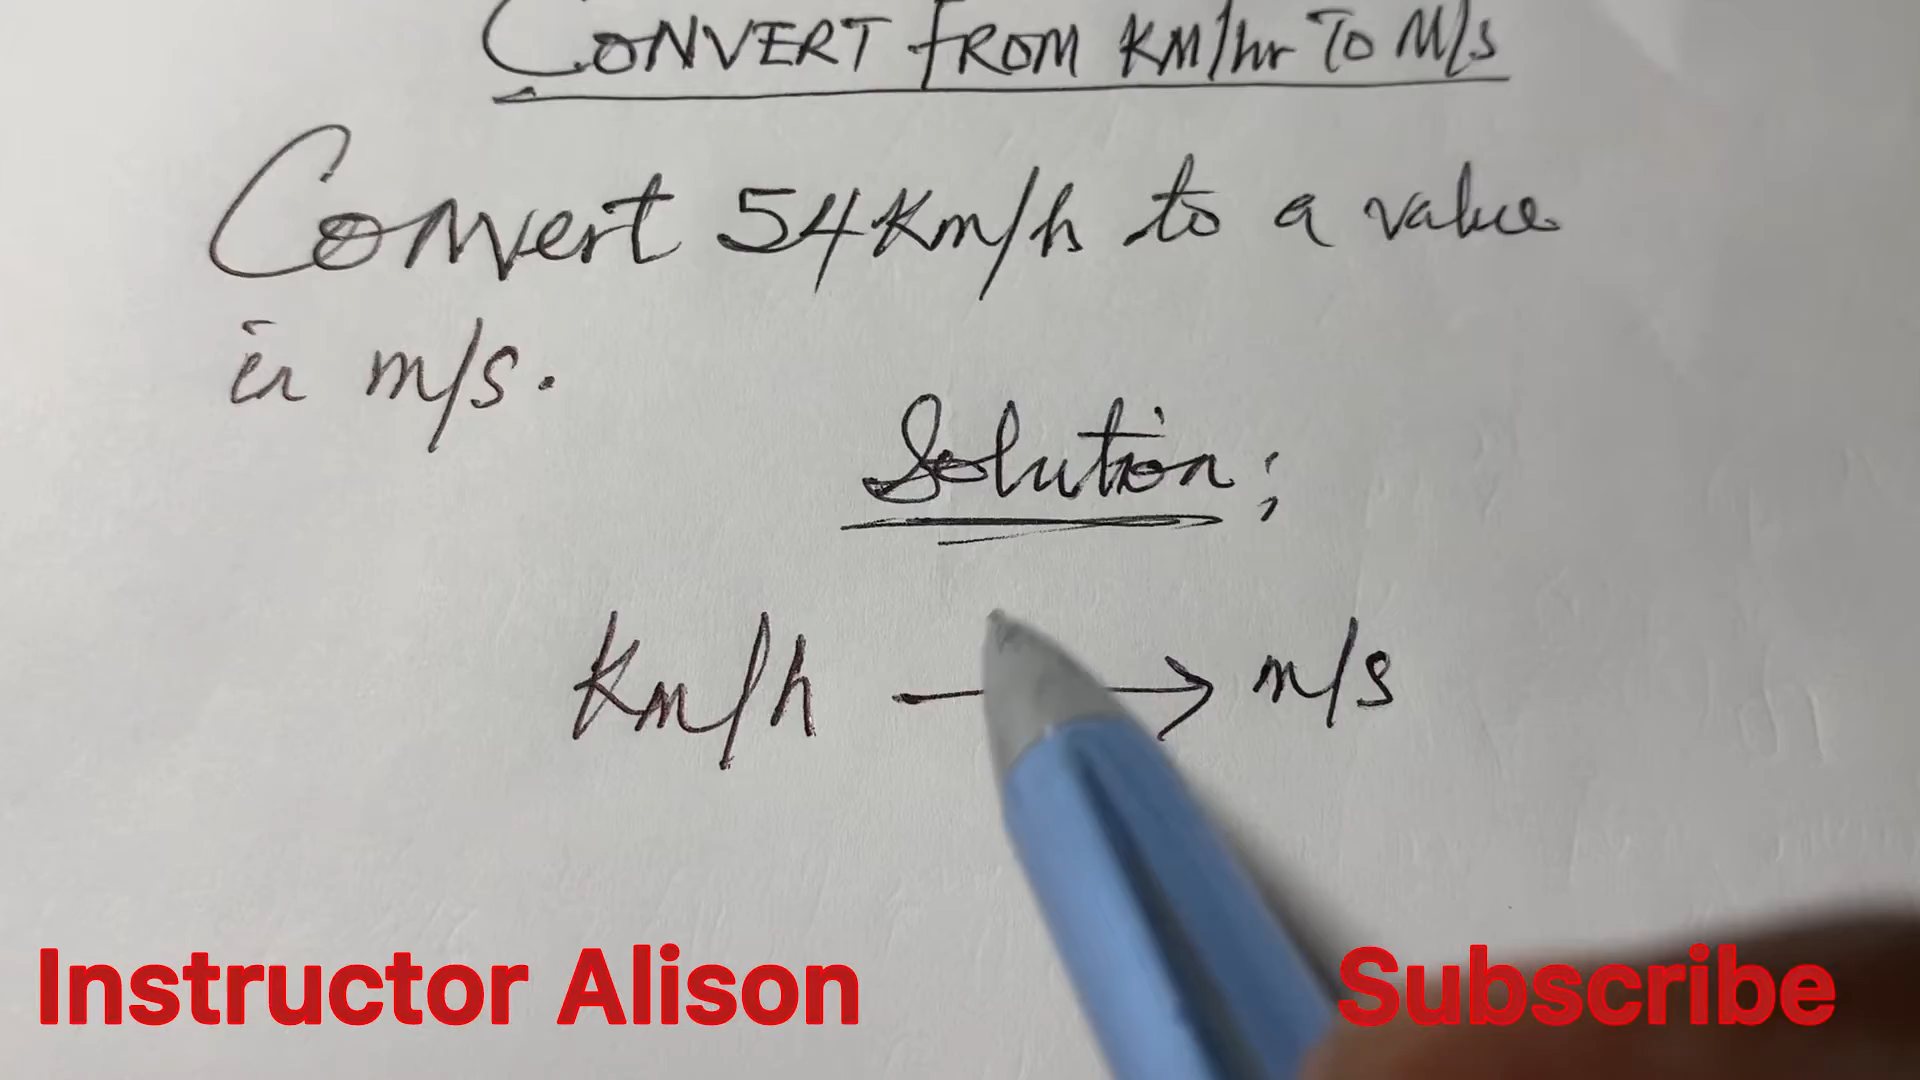 CONVERT FROM KM/hr TO M/s
Convert 54Km/h to a value
in m/s.
Solution;
Km/h → m/s
Instructor Alison
Subscribe